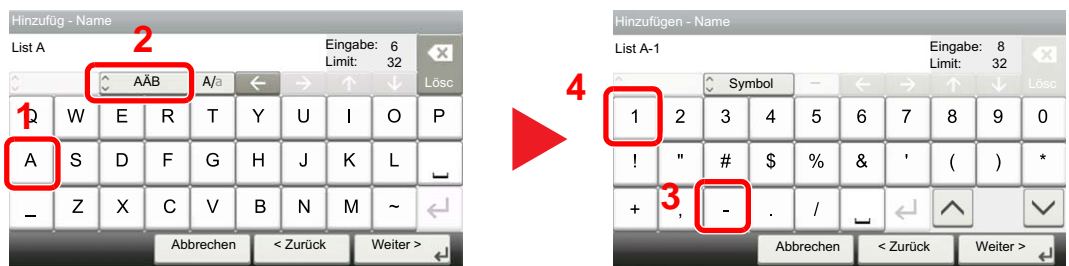 Hinzufüg - Name
List A
Eingabe: 6
Limit: 32
2
AÄB
A/a
Lösc
1
Q W E R T Y U I O P
A S D F G H J K L
_ Z X C V B N M ~
Abbrechen < Zurück Weiter >
Hinzufügen - Name
List A-1
Eingabe: 8
Limit: 32
4
Symbol
Lösc
1 2 3 4 5 6 7 8 9 0
! " # $ % & ' ( ) *
3
+ , - . /
Abbrechen < Zurück Weiter >